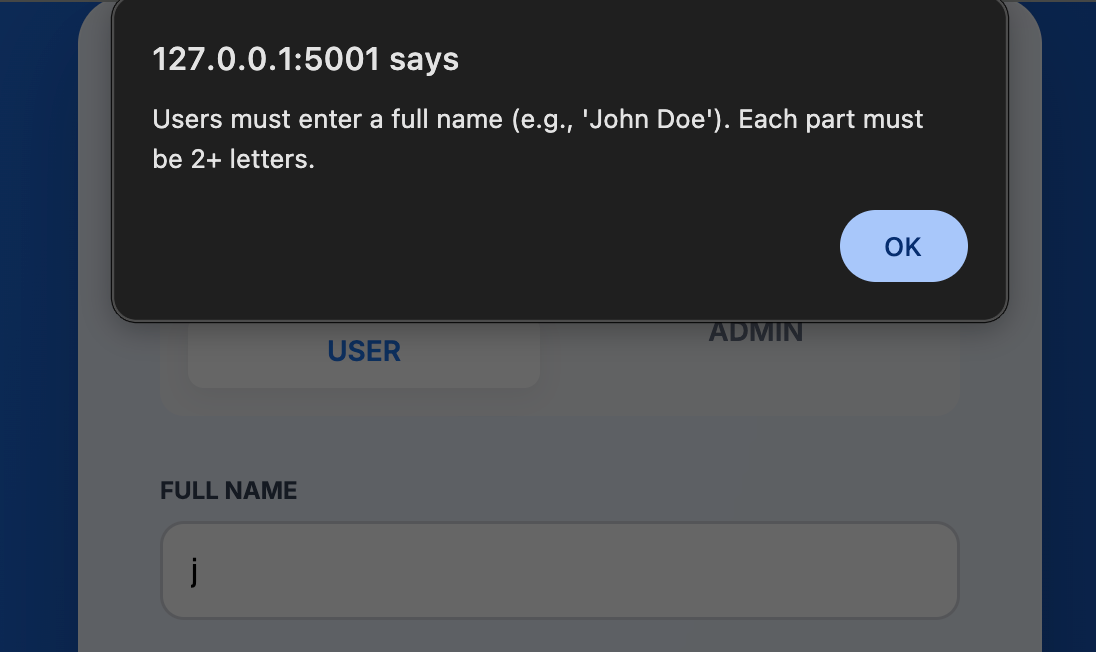 127.0.0.1:5001 says
Users must enter a full name (e.g., 'John Doe'). Each part must
be 2+ letters.
OK
USER
ADMIN
FULL NAME
j